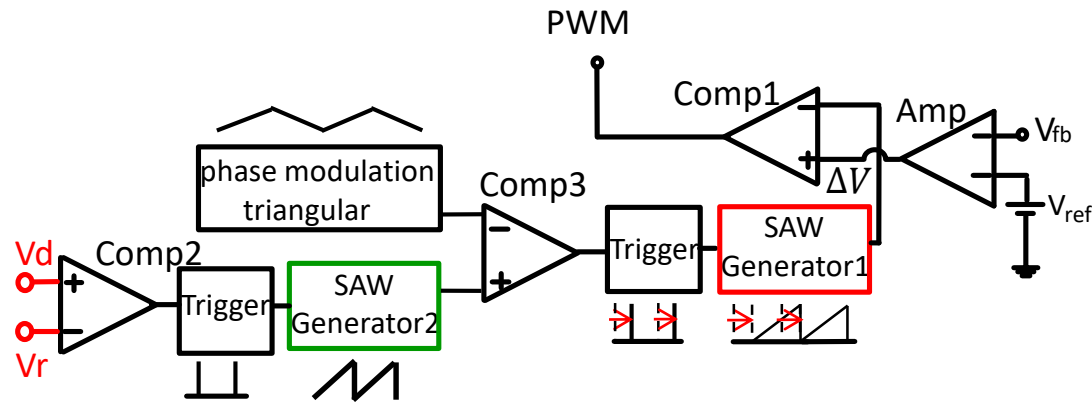 PWM
Comp1
Amp
Vfb
ΔV
Vref
phase modulation
triangular
Comp3
Trigger
SAW
Generator1
Vd
Comp2
Trigger
SAW
Generator2
Vr